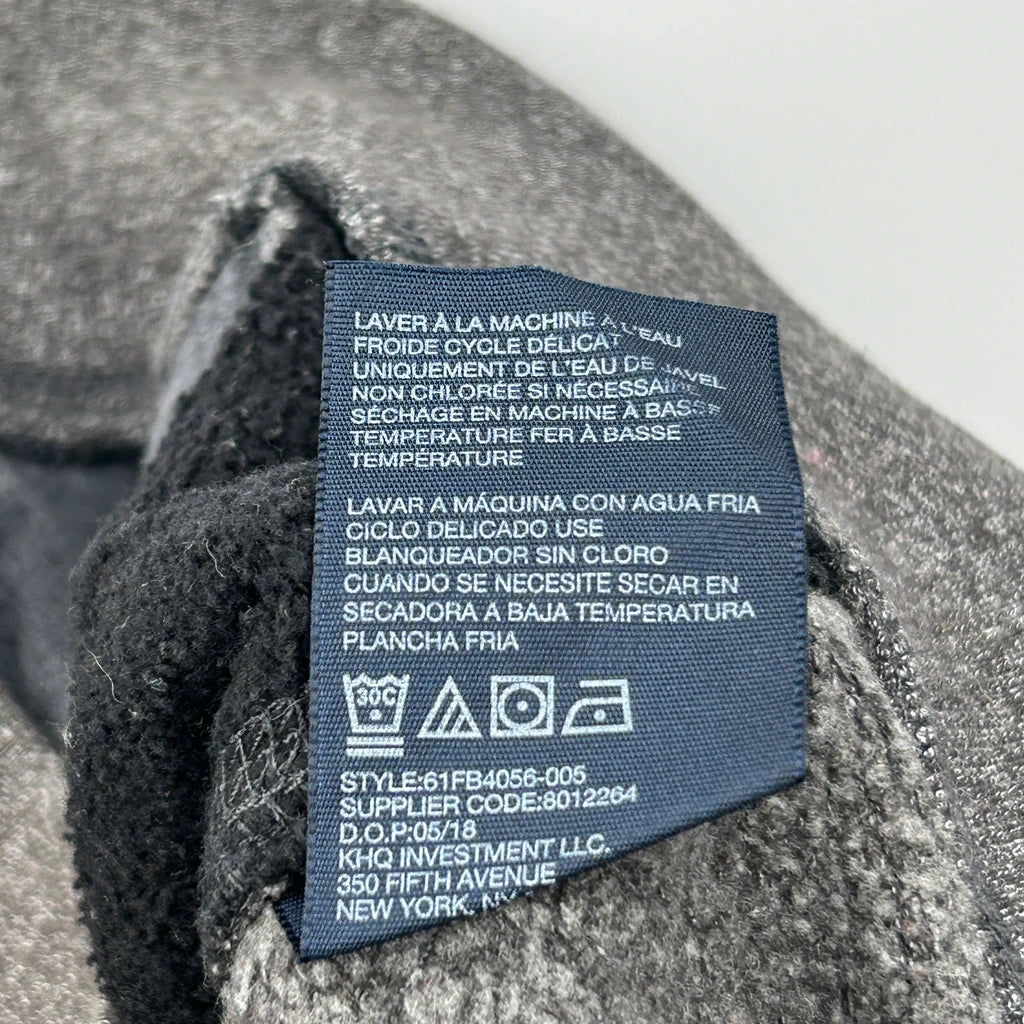 LAVER À LA MACHINE À L'EAU
FROIDE CYCLE DÉLICAT
UNIQUEMENT DE L'EAU DE JAVEL
NON CHLORÉE SI NÉCESSAIRE
SÉCHAGE EN MACHINE À BASSE
TEMPÉRATURE FER À BASSE
TEMPÉRATURE
LAVAR A MÁQUINA CON AGUA FRIA
CICLO DELICADO USE
BLANQUEADOR SIN CLORO
CUANDO SE NECESITE SECAR EN
SECADORA A BAJA TEMPERATURA
PLANCHA FRIA
30C
STYLE:61FB4056-005
SUPPLIER CODE:8012264
D.O.P:05/18
KHQ INVESTMENT LLC.
350 FIFTH AVENUE
NEW YORK, NY